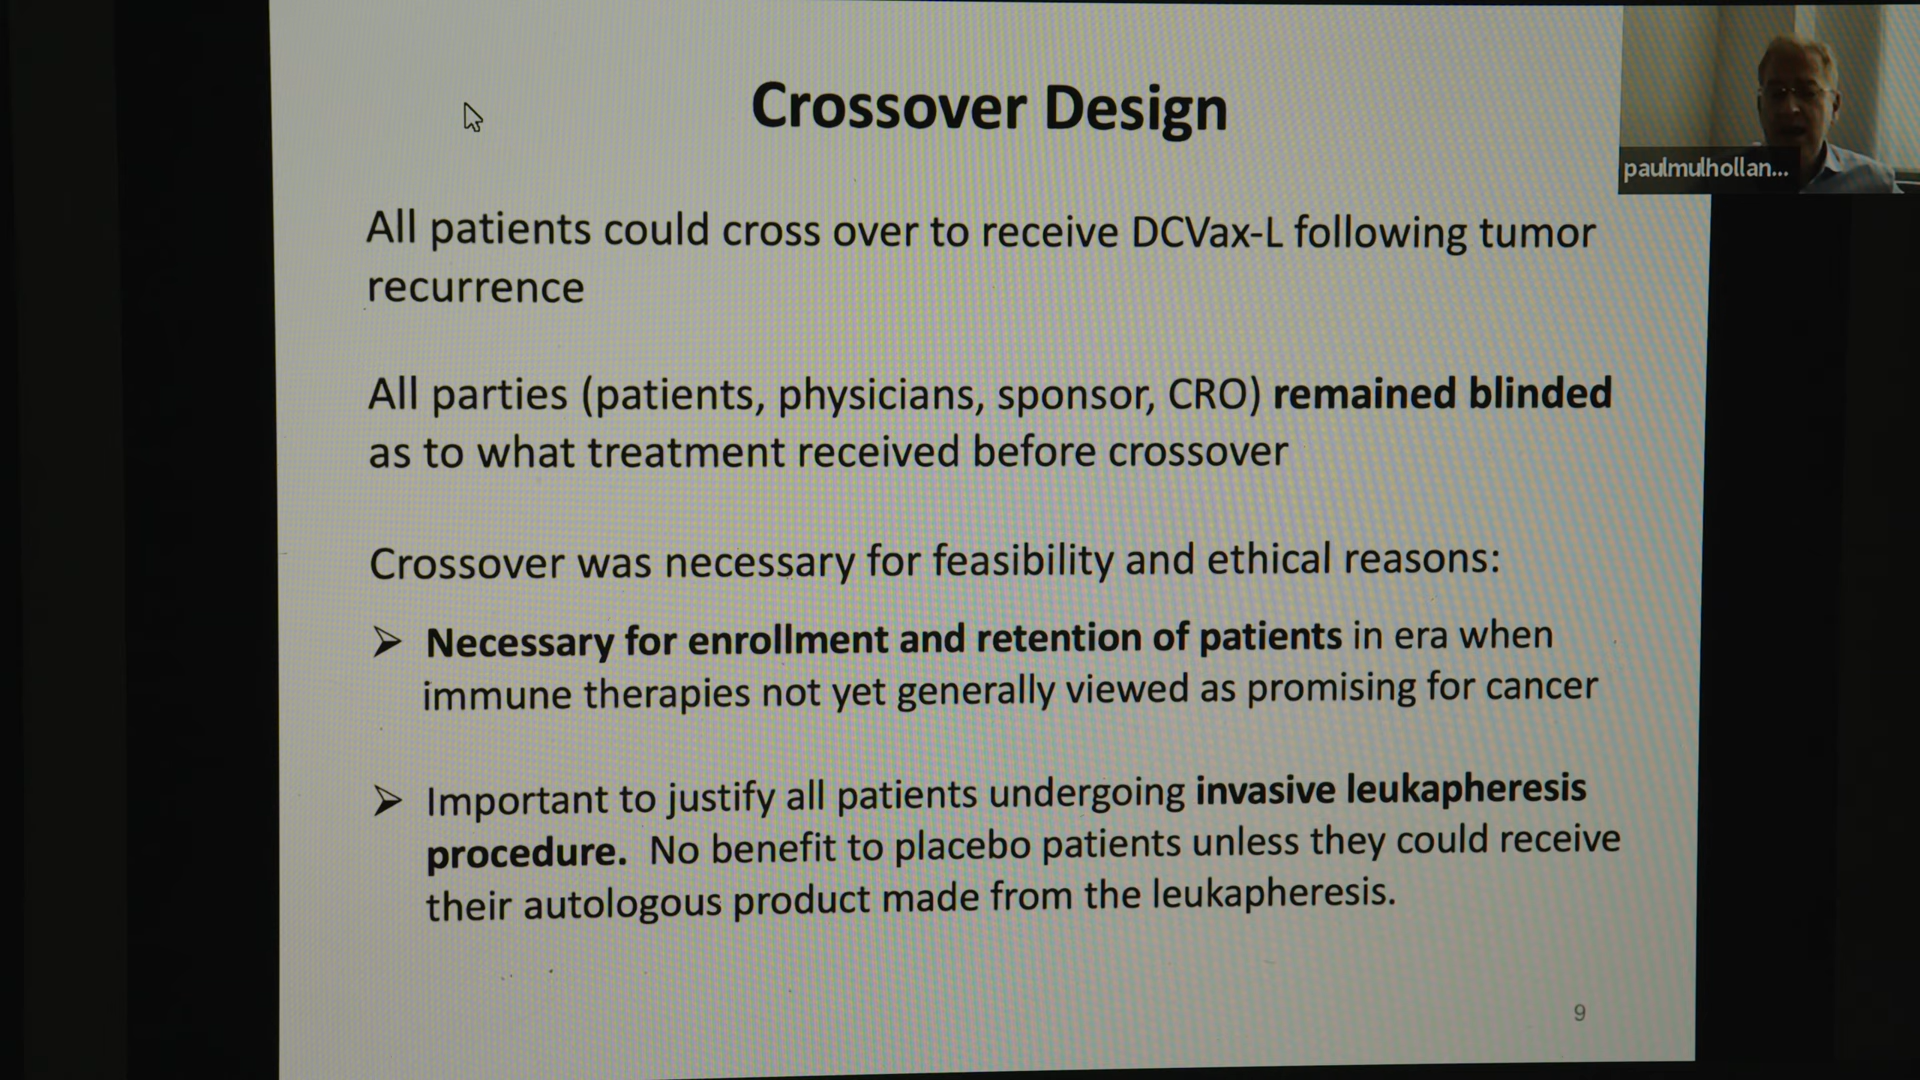 Crossover Design
paulmulhollan...
All patients could cross over to receive DCVax-L following tumor
recurrence
All parties (patients, physicians, sponsor, CRO) remained blinded
as to what treatment received before crossover
Crossover was necessary for feasibility and ethical reasons:
➢ Necessary for enrollment and retention of patients in era when
immune therapies not yet generally viewed as promising for cancer
➢ Important to justify all patients undergoing invasive leukapheresis
procedure. No benefit to placebo patients unless they could receive
their autologous product made from the leukapheresis.
9